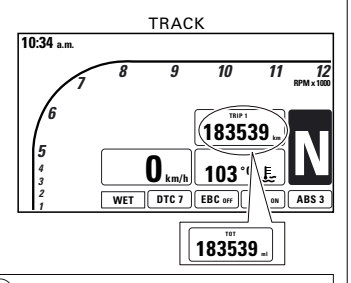 TRACK
10:34 a.m.
7 8 9 10 11 12
RPM x 1000
6
TRIP 1
183539 km
5
4
3
2
1
0 km/h
103 °
N
WET DTC 7 EBC OFF ON ABS 3
TOT
183539 ml